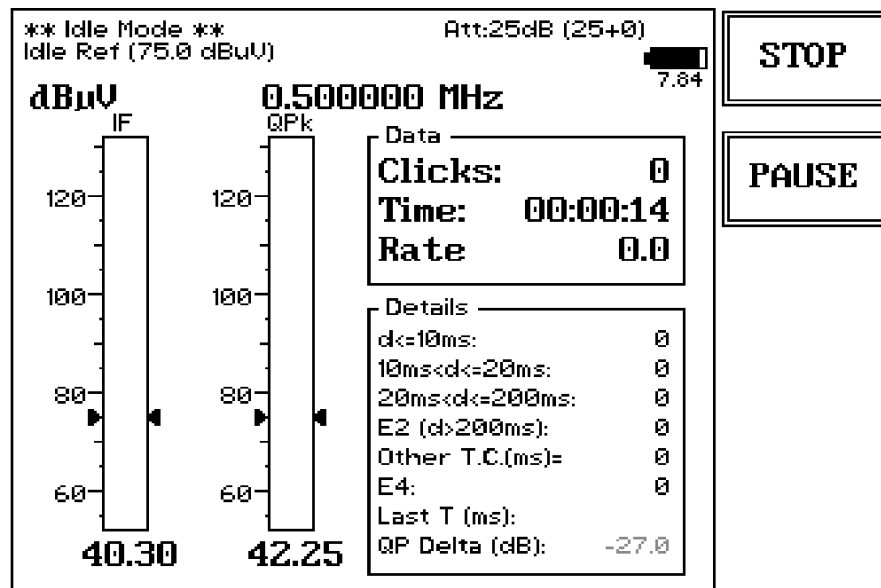 ** Idle Mode **
Att:25dB (25+0)
Idle Ref (75.0 dBuV)
7.84
dBµV
0.500000 MHz
IF
QPk
120
100
80
60
40.30
120
100
80
60
42.25
Data
Clicks: 0
Time: 00:00:14
Rate 0.0
Details
d<=10ms: 0
10ms<d<=20ms: 0
20ms<d<=200ms: 0
E2 (d>200ms): 0
Other T.C.(ms)= 0
E4: 0
Last T (ms):
QP Delta (dB): -27.0
STOP
PAUSE